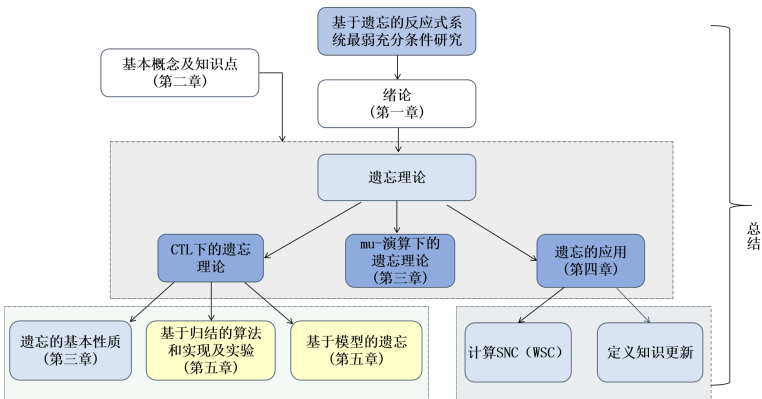 基于遗忘的反应式系
统最弱充分条件研究
基本概念及知识点
(第二章)
绪论
(第一章)
遗忘理论
CTL下的遗忘
理论
mu-演算下的
遗忘理论
(第三章)
遗忘的应用
(第四章)
遗忘的基本性质
(第三章)
基于归结的算法
和实现及实验
(第五章)
基于模型的遗忘
(第五章)
计算SNC（WSC）
定义知识更新
总结